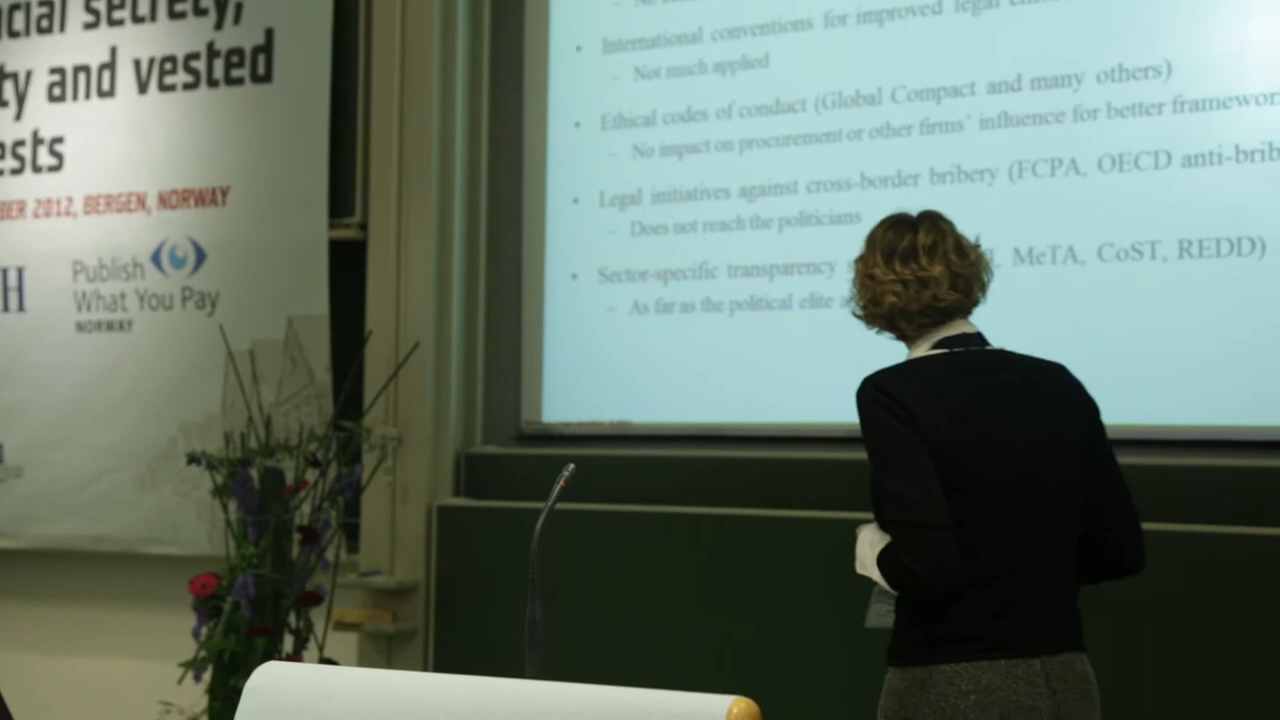 cial secrecy,
ty and vested
ests
BER 2012, BERGEN, NORWAY
H
Publish
What You Pay
NORWAY
– No
• International conventions for improved legal
– Not much applied
• Ethical codes of conduct (Global Compact and many others)
– No impact on procurement or other firms' influence for better framewor
• Legal initiatives against cross-border bribery (FCPA, OECD anti-brib
– Does not reach the politicians
• Sector-specific transparency MeTA, CoST, REDD)
– As far as the political elite